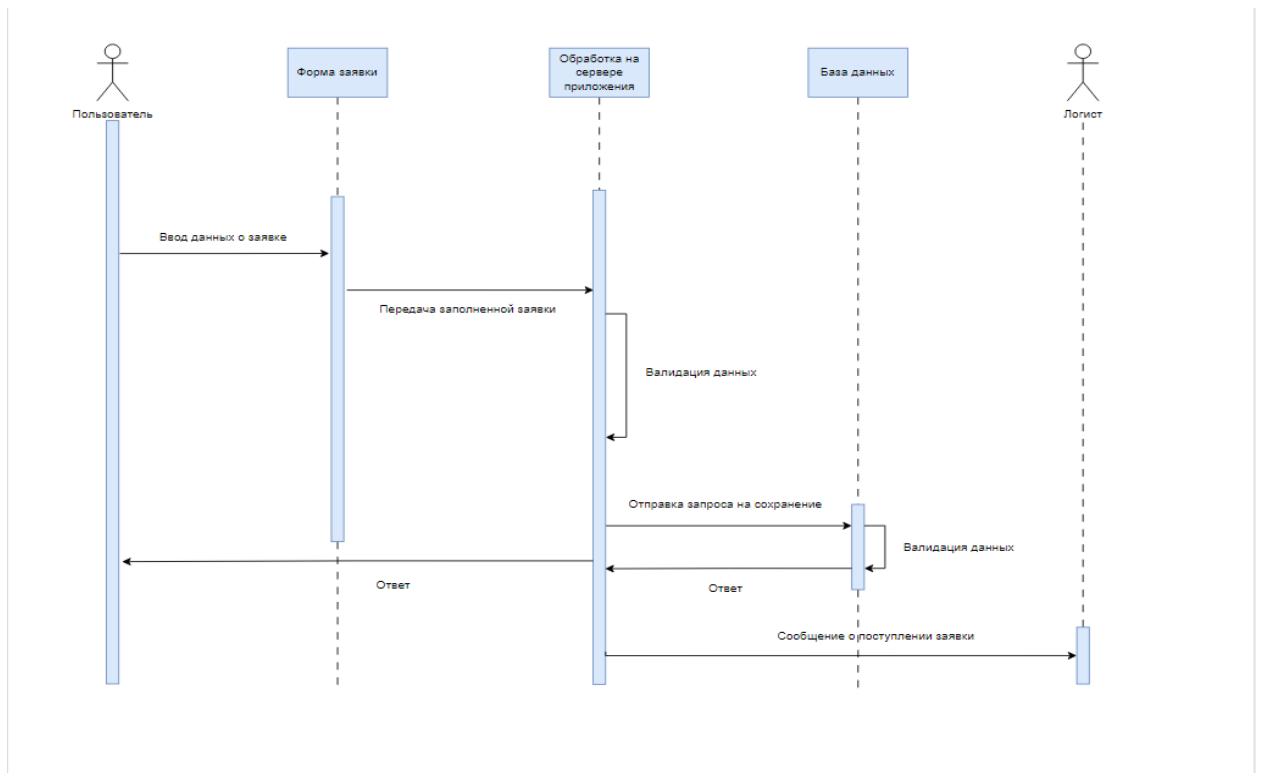 Пользователь
Форма заявки
Обработка на
сервере
приложения
База данных
Логист
Ввод данных о заявке
Передача заполненной заявки
Валидация данных
Отправка запроса на сохранение
Валидация данных
Ответ
Ответ
Сообщение о поступлении заявки